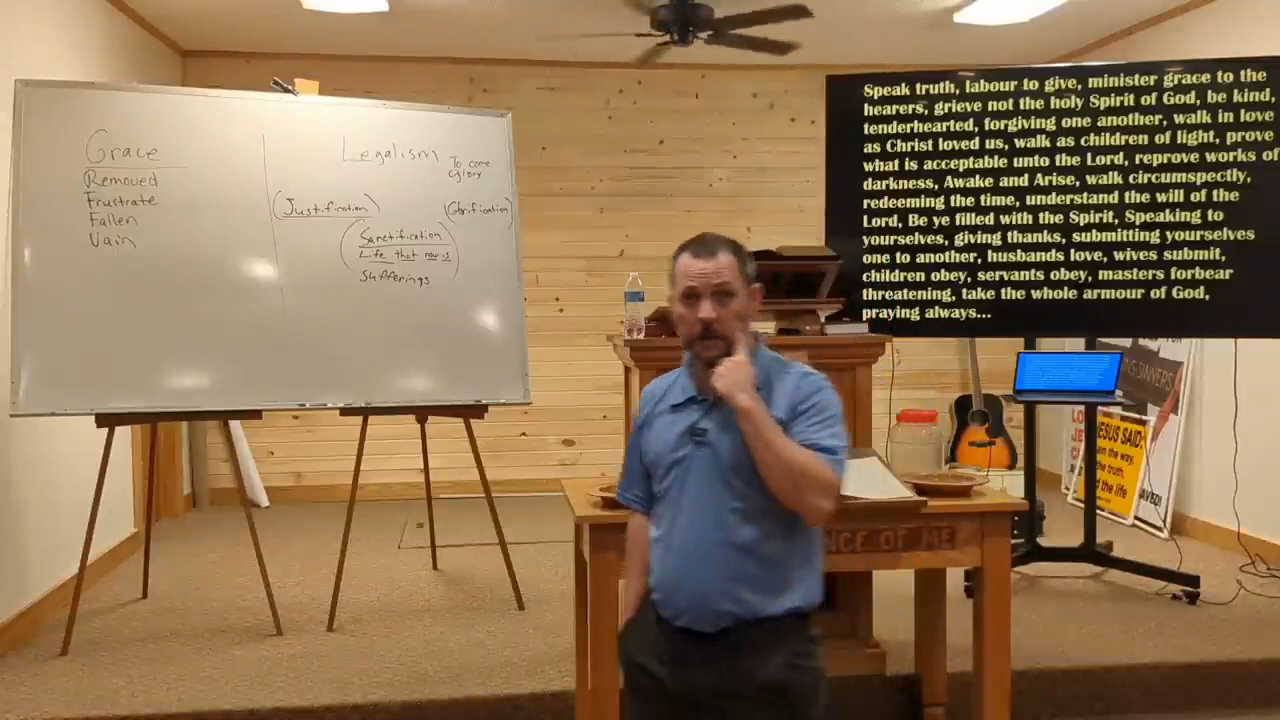 Grace
Removed
Frustrate
Fallen
Vain
Legalism
To come
Glory
(Justification)
(Glorification)
(Sanctification
Life that now is)
Sufferings
Speak truth, labour to give, minister grace to the
hearers, grieve not the holy Spirit of God, be kind,
tenderhearted, forgiving one another, walk in love
as Christ loved us, walk as children of light, prove
what is acceptable unto the Lord, reprove works of
darkness, Awake and Arise, walk circumspectly,
redeeming the time, understand the will of the
Lord, Be ye filled with the Spirit, Speaking to
yourselves, giving thanks, submitting yourselves
one to another, husbands love, wives submit,
children obey, servants obey, masters forbear
threatening, take the whole armour of God,
praying always...
NG SINNERS
JESUS SAID:
the way,
the truth,
the life
NCE OF ME